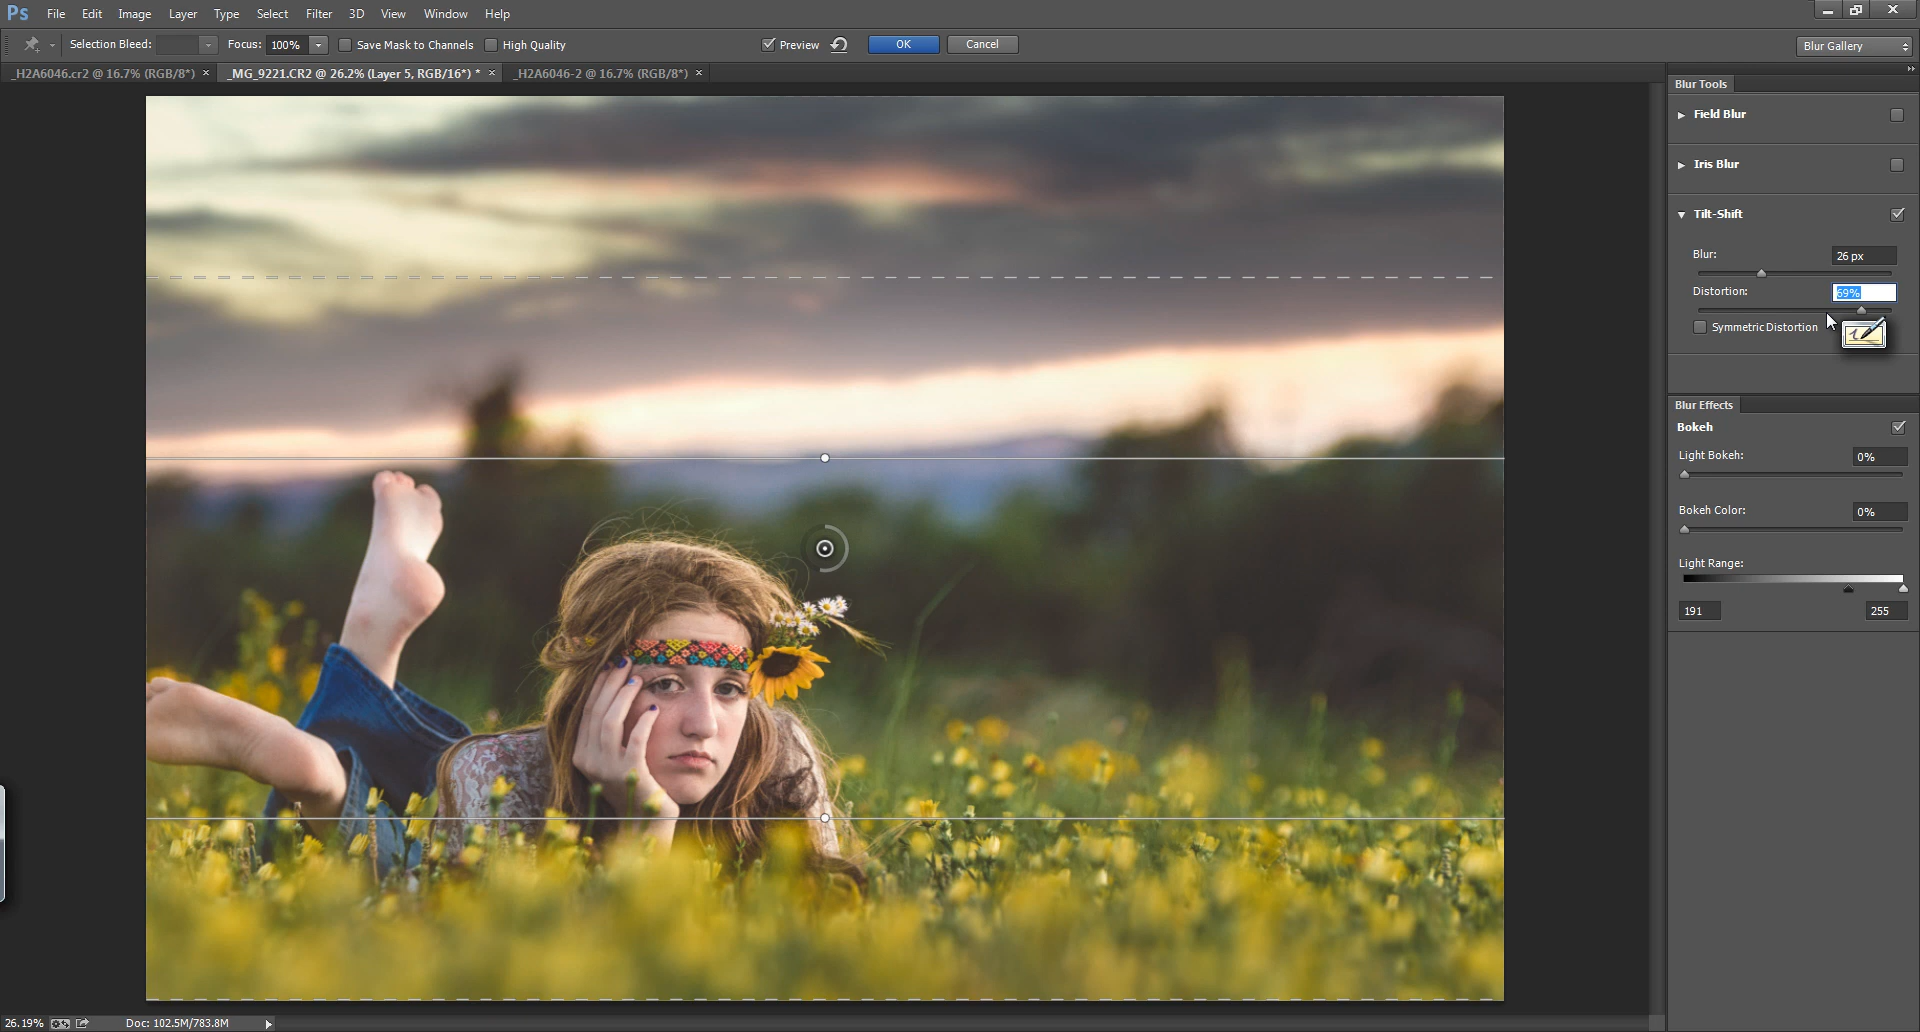 Ps File Edit Image Layer Type Select Filter 3D View Window Help
Selection Bleed: Focus: 100% Save Mask to Channels High Quality Preview OK Cancel Blur Gallery
_H2A6046.cr2 @ 16.7% (RGB/8*) × _MG_9221.CR2 @ 26.2% (Layer 5, RGB/16*) * × _H2A6046-2 @ 16.7% (RGB/8*) ×
Blur Tools
Field Blur
Iris Blur
Tilt-Shift
Blur: 26 px
Distortion: 69%
Symmetric Distortion
Blur Effects
Bokeh
Light Bokeh: 0%
Bokeh Color: 0%
Light Range:
191 255
26.19% Doc: 102.5M/783.8M